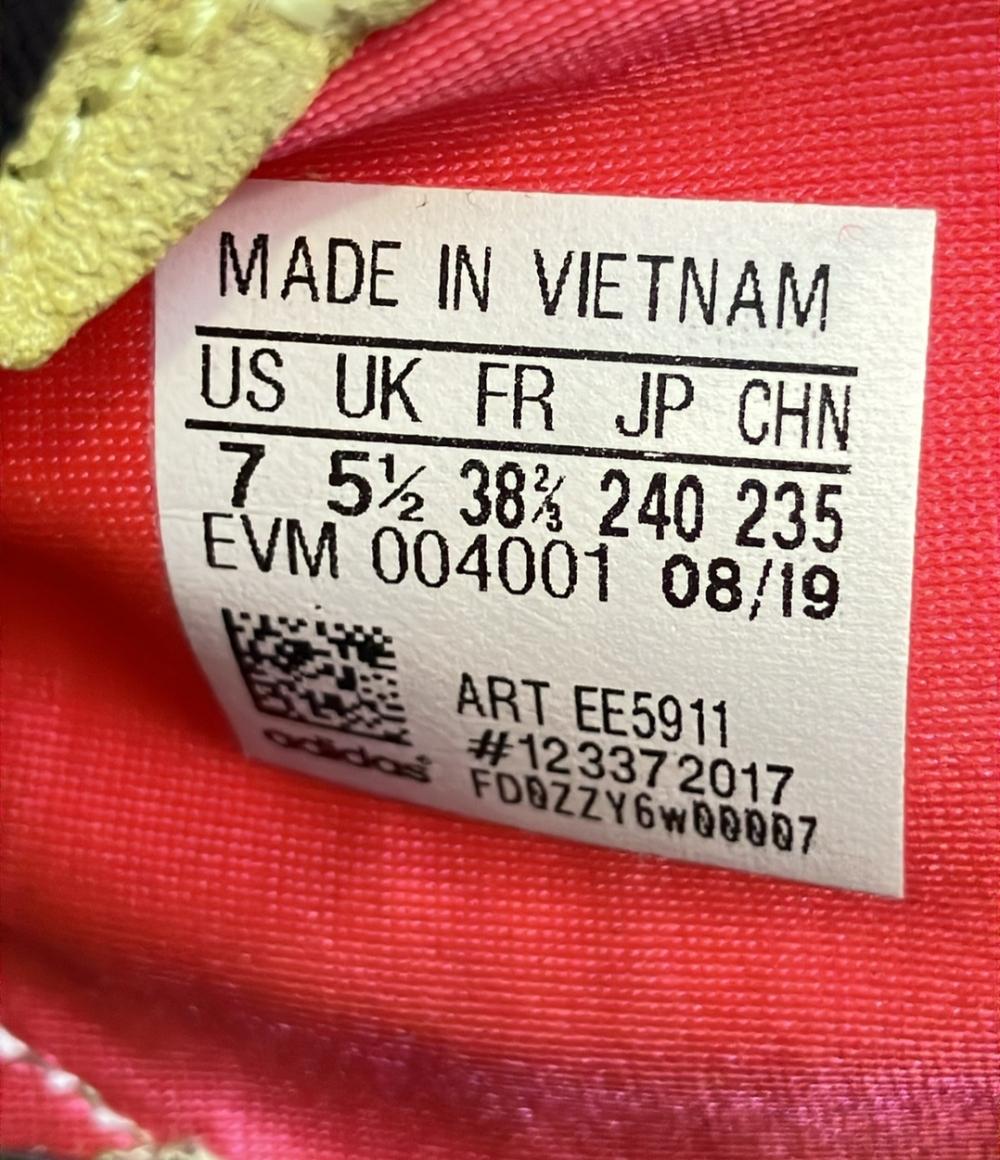 MADE IN VIETNAM
US UK FR JP CHN
7 5½ 38⅔ 240 235
EVM 004001 08/19
ART EE5911
#123372017
adidas
FD0ZZY6w00007